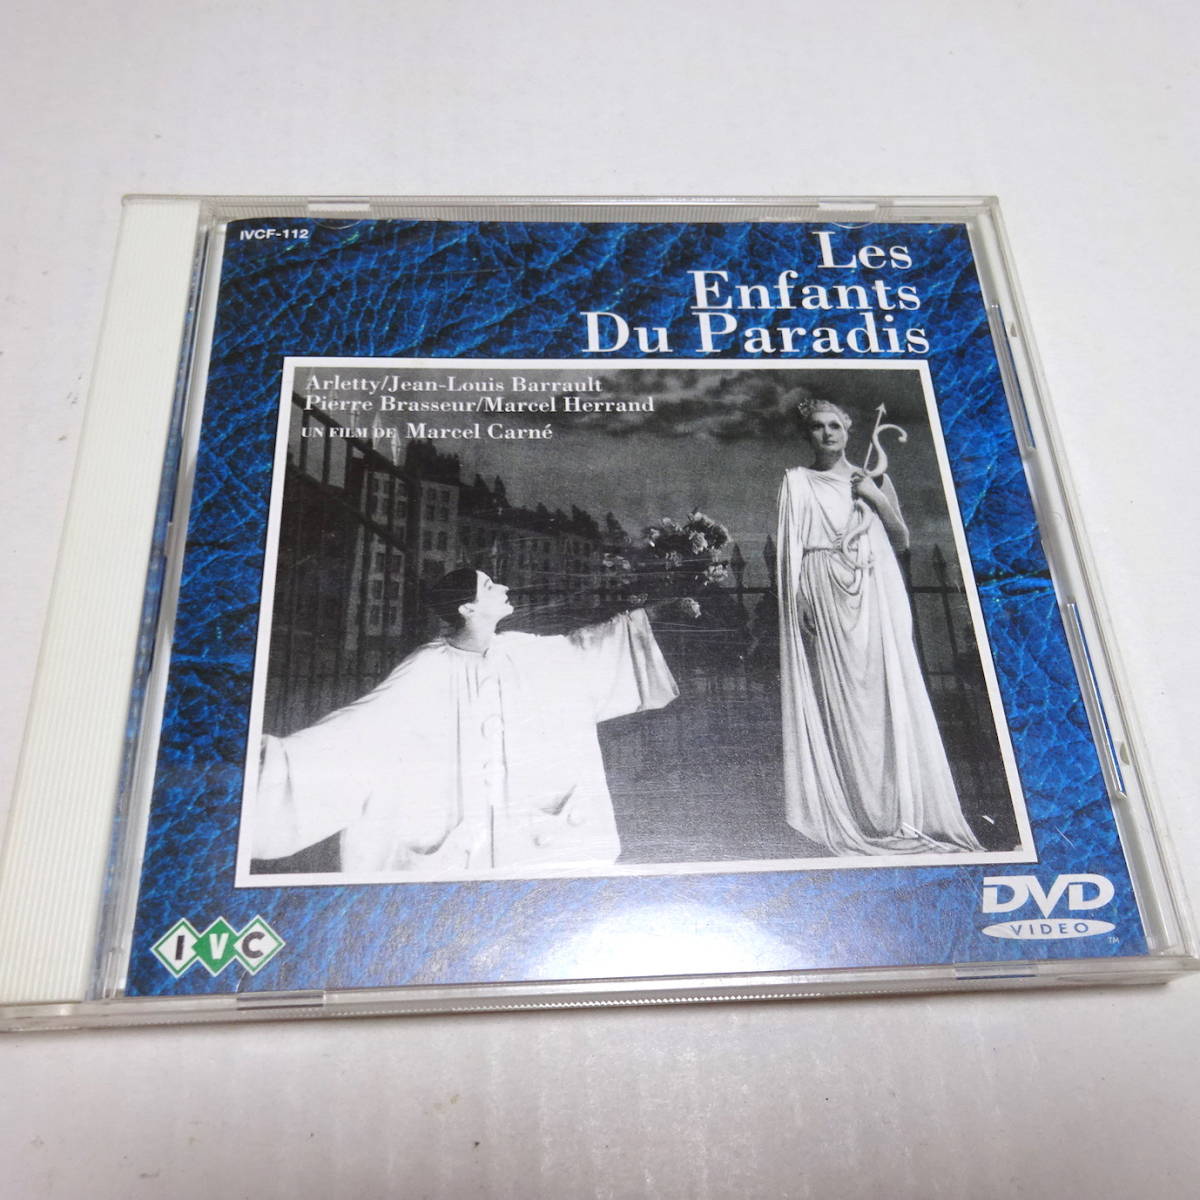 IVCF-112
Les
Enfants
Du Paradis
Arletty/Jean-Louis Barrault
Pierre Brasseur/Marcel Herrand
UN FILM DE Marcel Carné
IVC
DVD
VIDEO
TM